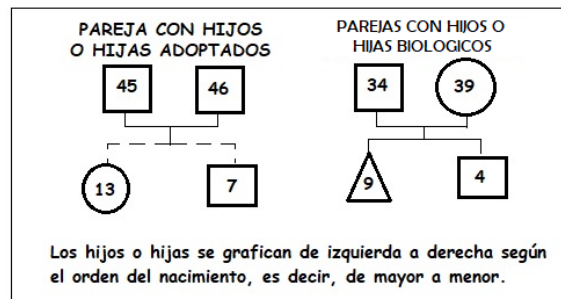 PAREJA CON HIJOS
O HIJAS ADOPTADOS
45 46
13 7
PAREJAS CON HIJOS O
HIJAS BIOLOGICOS
34 39
9 4
Los hijos o hijas se grafican de izquierda a derecha según
el orden del nacimiento, es decir, de mayor a menor.